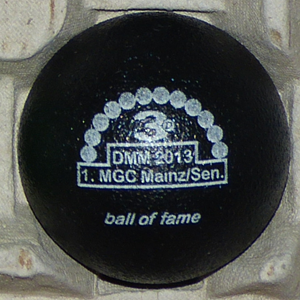 3
DMM 2013
1. MGC Mainz/Sen.
ball of fame